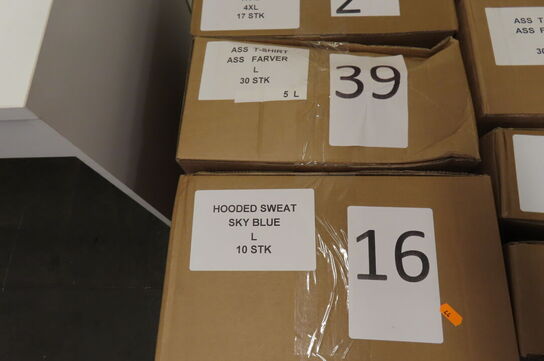 4XL
17 STK
2
ASS T-SHIRT
ASS FARVER
L
30 STK
5 L
39
ASS T-
ASS F
30
HOODED SWEAT
SKY BLUE
L
10 STK
16